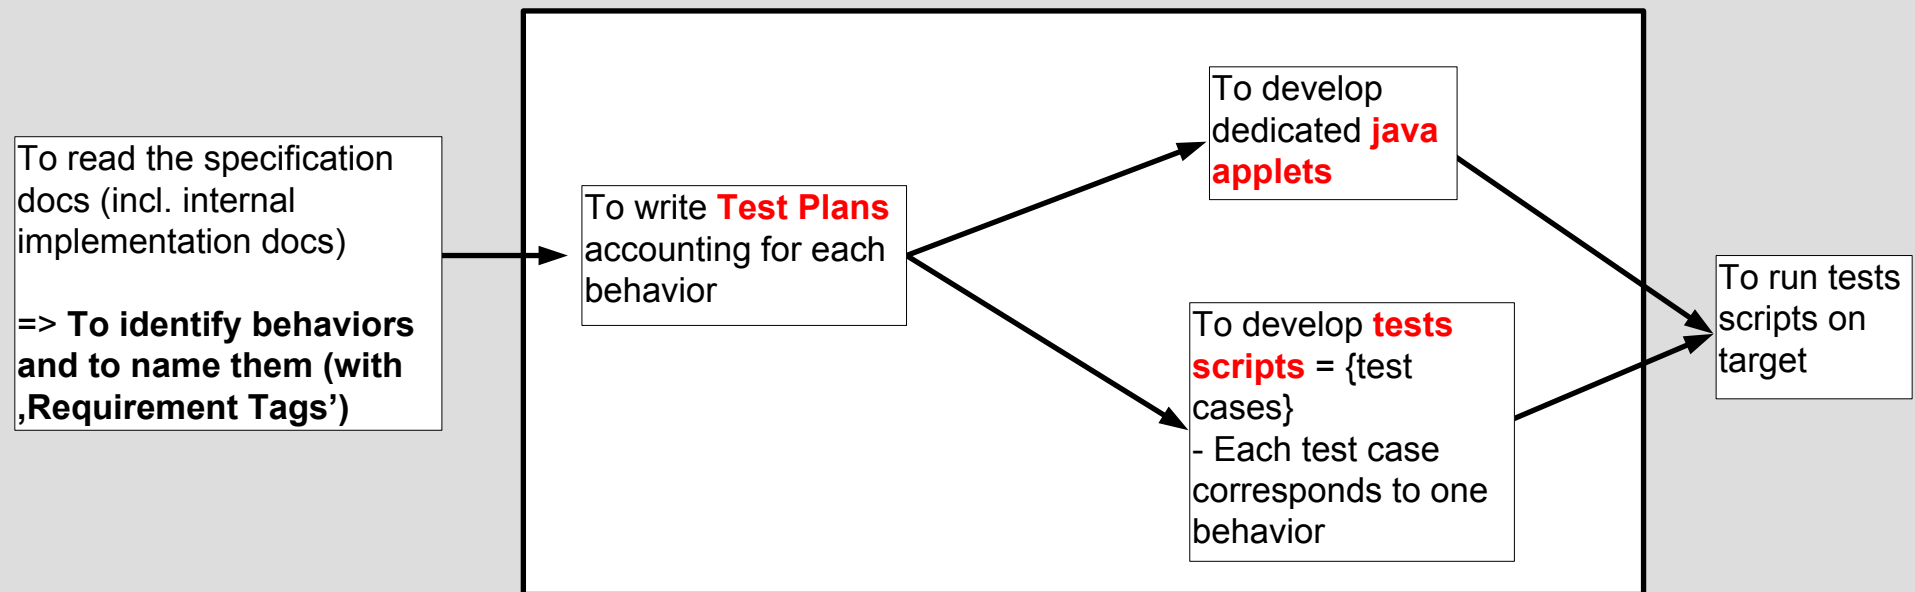 To read the specification
docs (incl. internal
implementation docs)
=> To identify behaviors
and to name them (with
‚Requirement Tags’)
To write Test Plans
accounting for each
behavior
To develop
dedicated java
applets
To develop tests
scripts = {test
cases}
- Each test case
corresponds to one
behavior
To run tests
scripts on
target